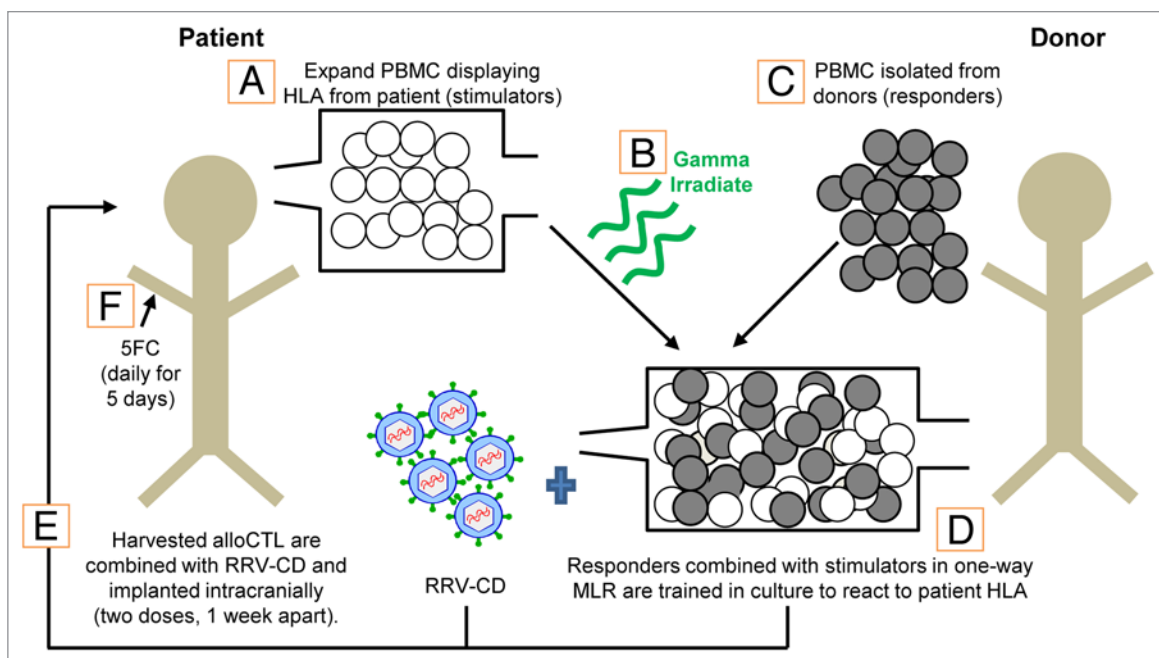 Patient
Donor
A
Expand PBMC displaying
HLA from patient (stimulators)
B
Gamma
Irradiate
C
PBMC isolated from
donors (responders)
F
5FC
(daily for
5 days)
E
Harvested alloCTL are
combined with RRV-CD and
implanted intracranially
(two doses, 1 week apart).
RRV-CD
D
Responders combined with stimulators in one-way
MLR are trained in culture to react to patient HLA